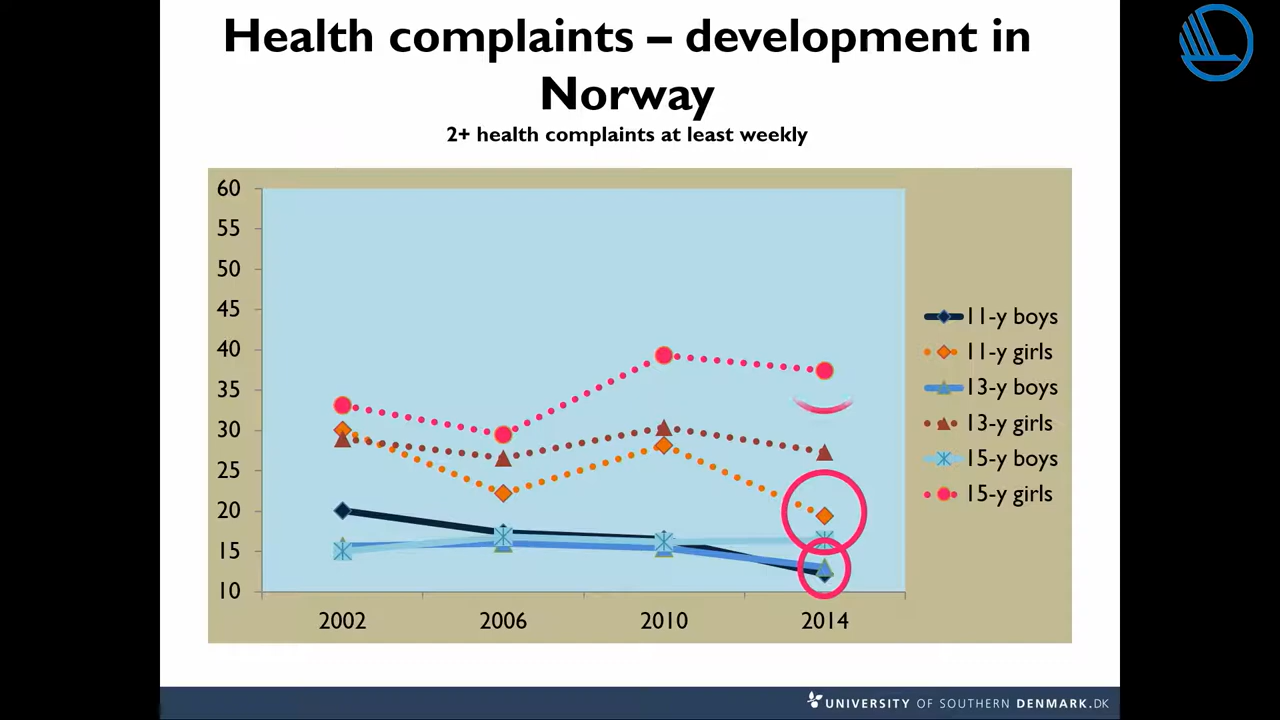 Health complaints – development in
Norway
2+ health complaints at least weekly
60
55
50
45
40
35
30
25
20
15
10
2002 2006 2010 2014
11-y boys
11-y girls
13-y boys
13-y girls
15-y boys
15-y girls
UNIVERSITY OF SOUTHERN DENMARK.DK